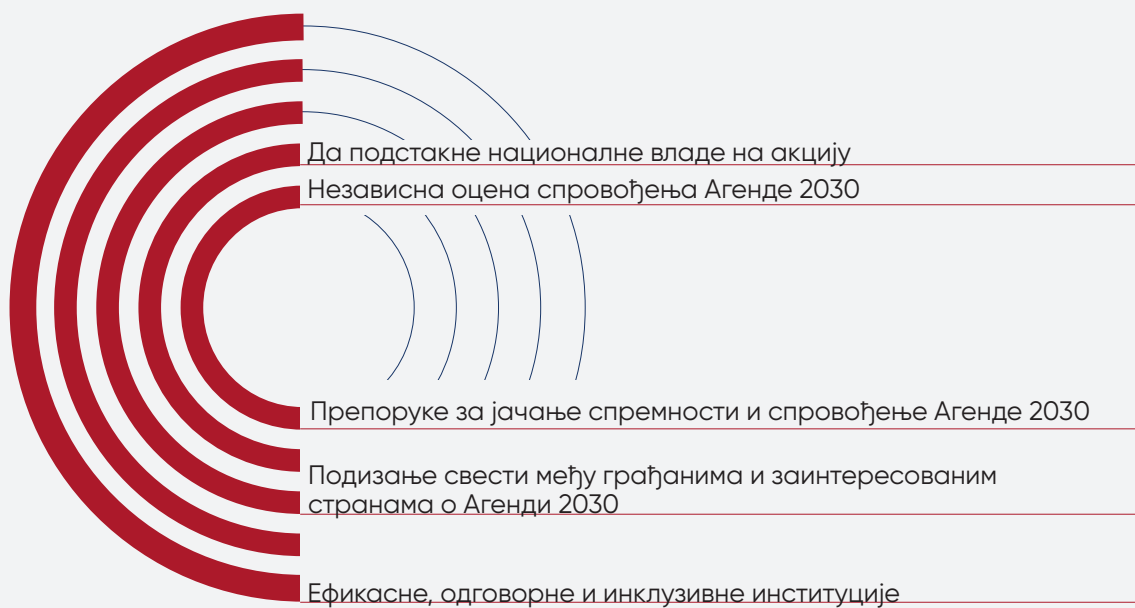 Да подстакне националне владе на акцију
Независна оцена спровођења Агенде 2030
Препоруке за јачање спремности и спровођење Агенде 2030
Подизање свести међу грађанима и заинтересованим
странама о Агенди 2030
Ефикасне, одговорне и инклузивне институције